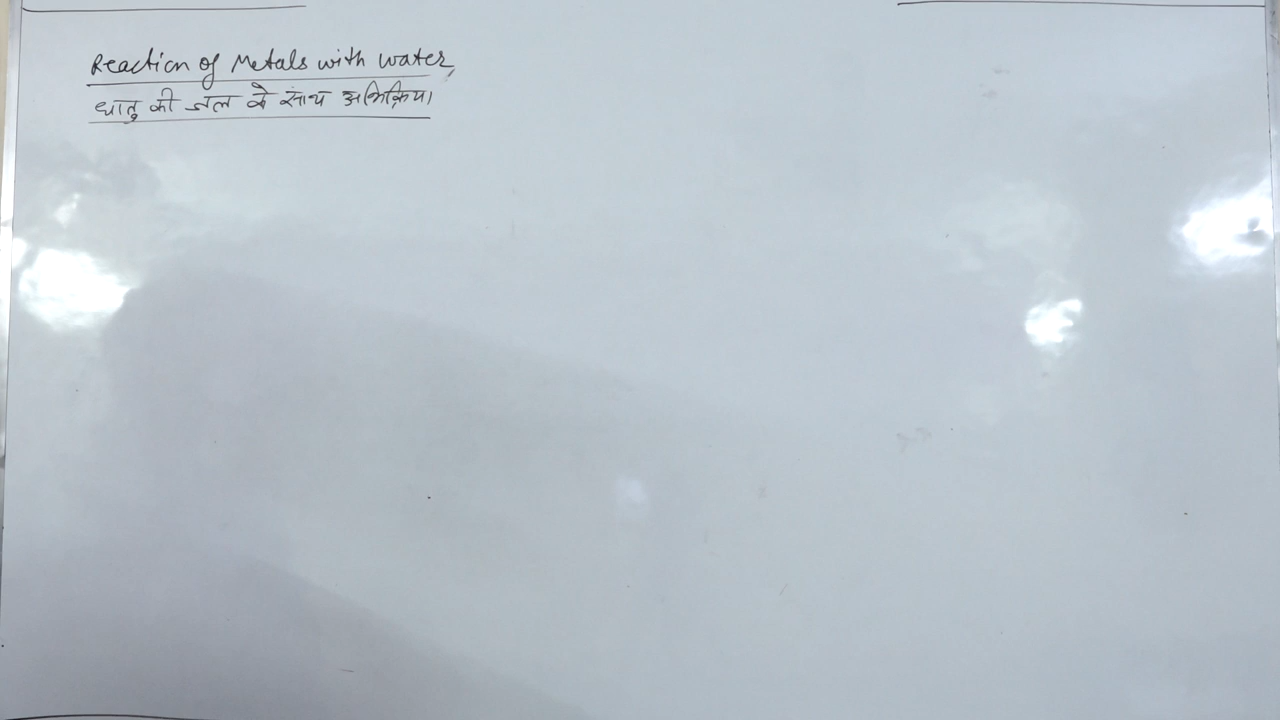 Reaction of Metals with water
धातु की जल के साथ अभिक्रिया